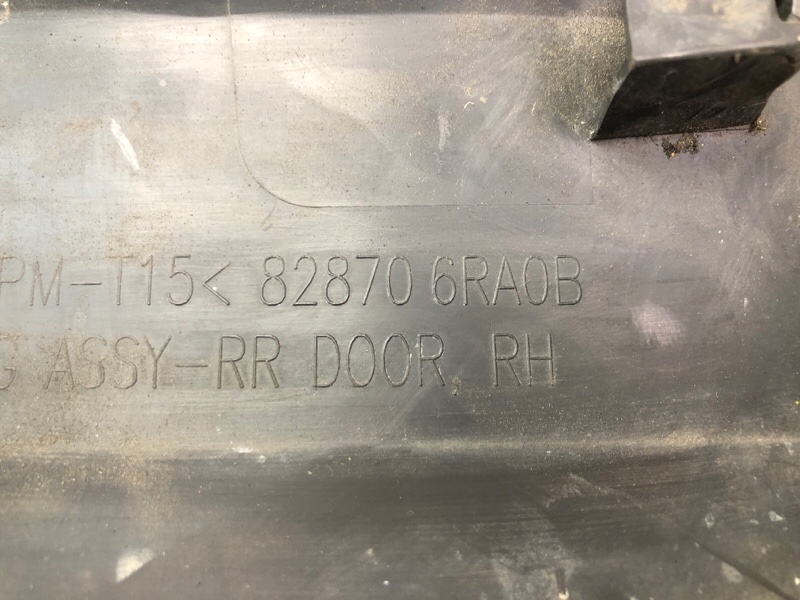 PM-T15< 82870 6RA0B
G ASSY-RR DOOR RH